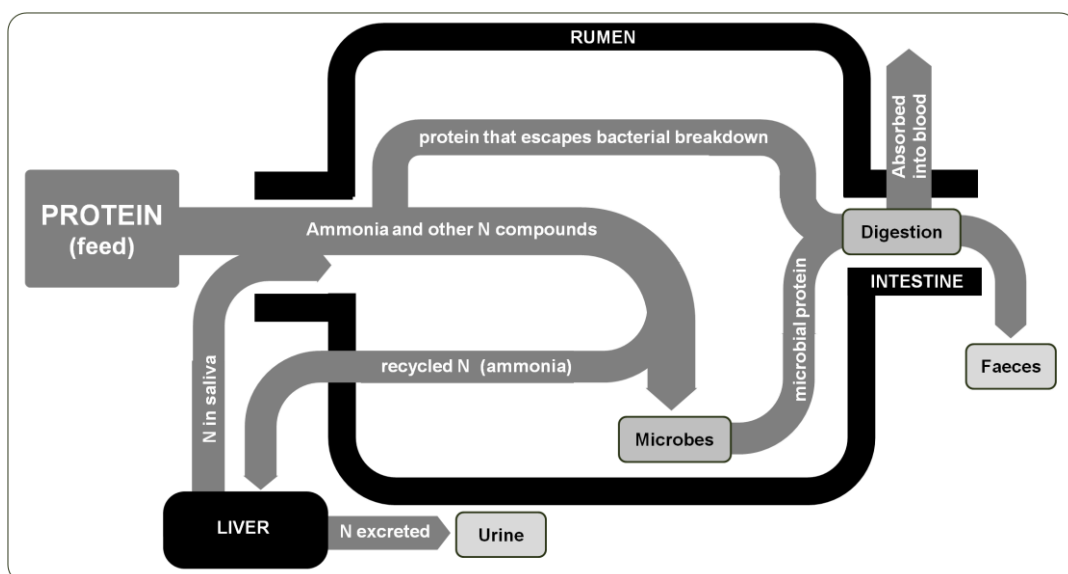 RUMEN
protein that escapes bacterial breakdown
Absorbed
into blood
PROTEIN
(feed)
Ammonia and other N compounds
Digestion
INTESTINE
microbial protein
N in saliva
recycled N (ammonia)
Faeces
Microbes
LIVER
N excreted
Urine